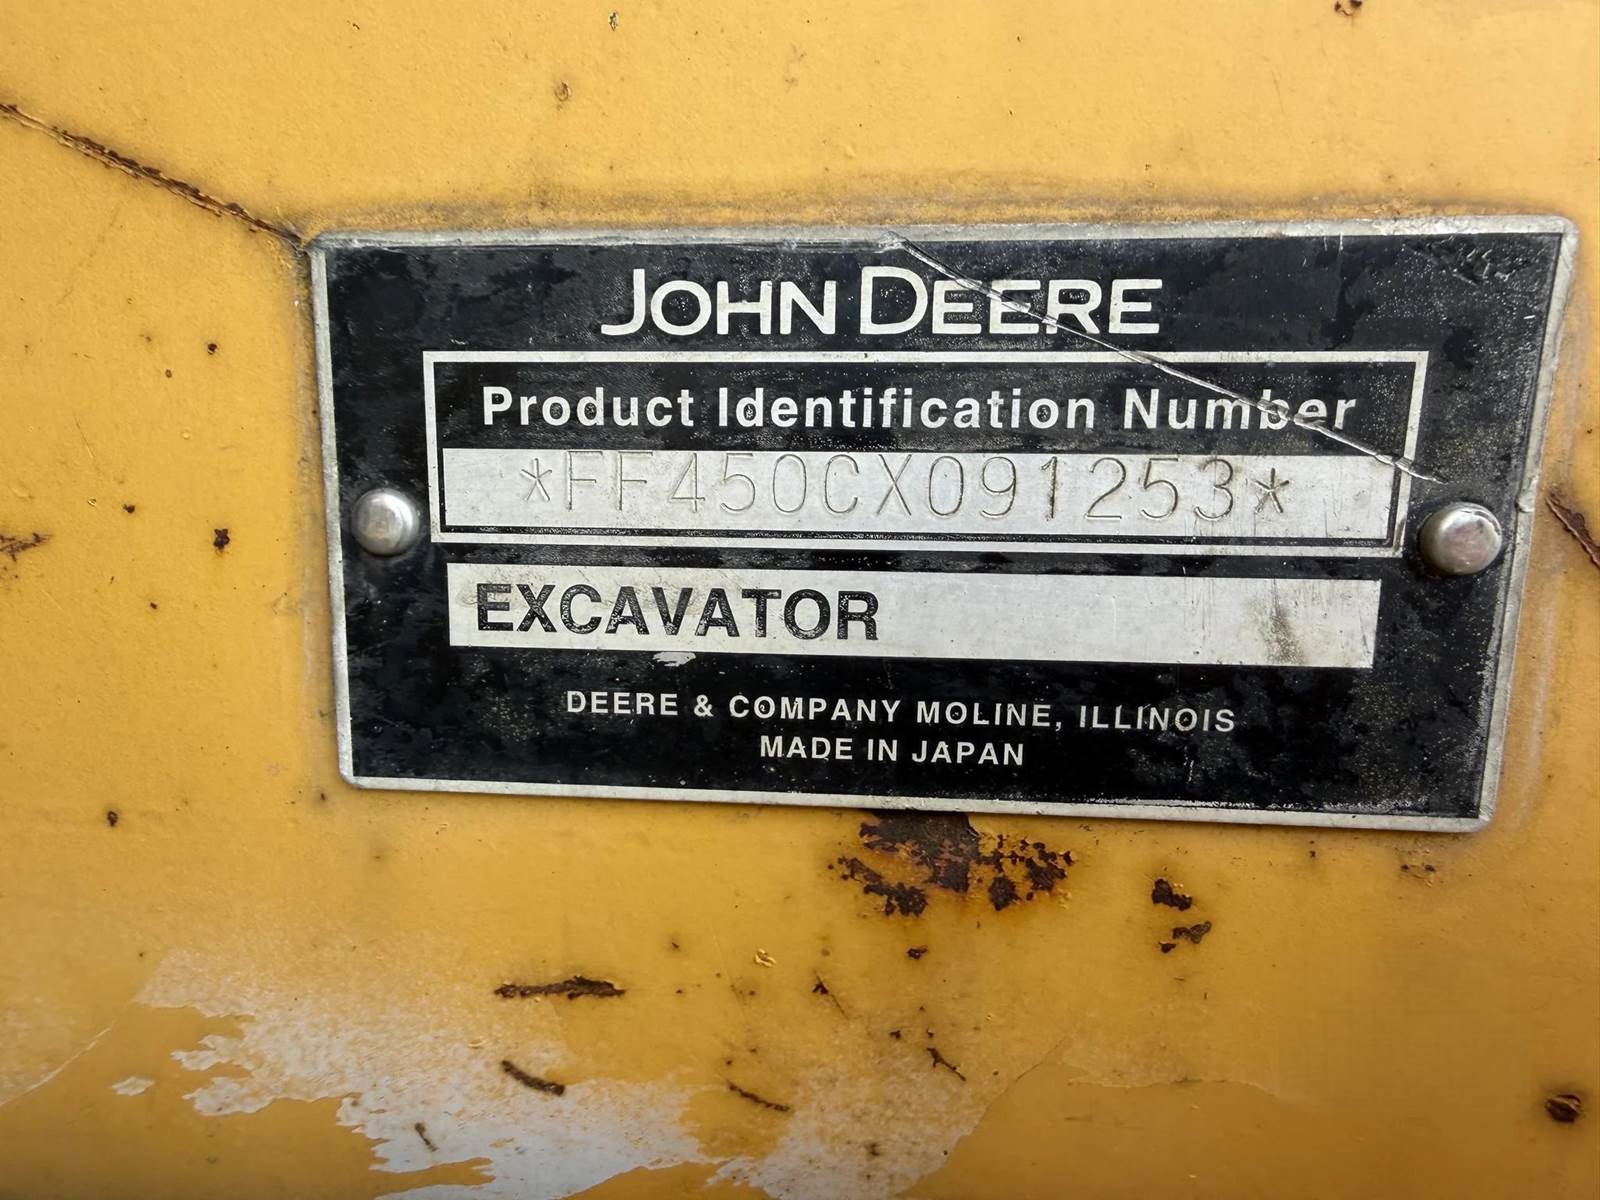 JOHN DEERE
Product Identification Number
*FF450CX091253*
EXCAVATOR
DEERE & COMPANY MOLINE, ILLINOIS
MADE IN JAPAN